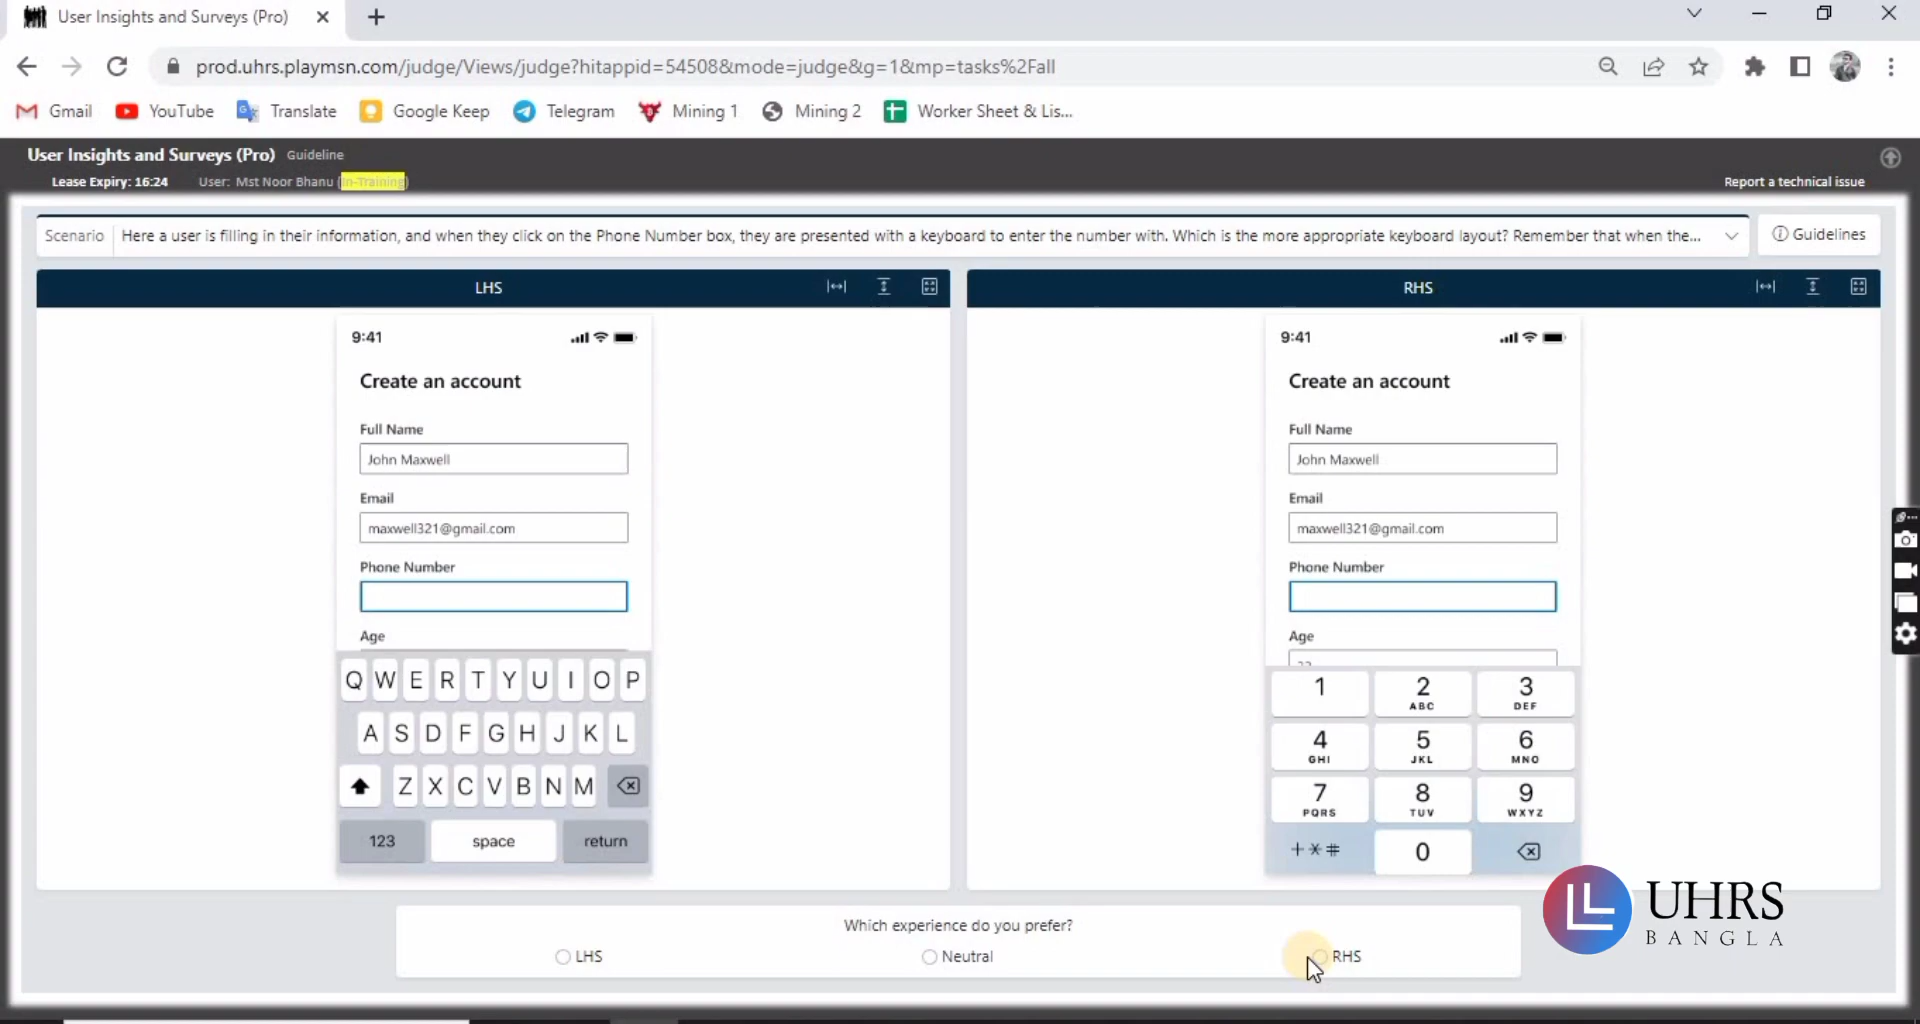 User Insights and Surveys (Pro)
prod.uhrs.playmsn.com/judge/Views/judge?hitappid=54508&mode=judge&g=1&mp=tasks%2Fall
Gmail YouTube Translate Google Keep Telegram Mining 1 Mining 2 Worker Sheet & Lis...
User Insights and Surveys (Pro) Guideline
Lease Expiry: 16:24 User: Mst Noor Bhanu (In-Training) Report a technical issue
Scenario Here a user is filling in their information, and when they click on the Phone Number box, they are presented with a keyboard to enter the number with. Which is the more appropriate keyboard layout? Remember that when the... Guidelines
LHS
9:41
Create an account
Full Name
John Maxwell
Email
maxwell321@gmail.com
Phone Number
Age
Q W E R T Y U I O P
A S D F G H J K L
Z X C V B N M
123 space return
RHS
9:41
Create an account
Full Name
John Maxwell
Email
maxwell321@gmail.com
Phone Number
Age
1 2 3
ABC DEF
4 5 6
GHI JKL MNO
7 8 9
PQRS TUV WXYZ
+*# 0
Which experience do you prefer?
LHS Neutral RHS
UHRS
BANGLA